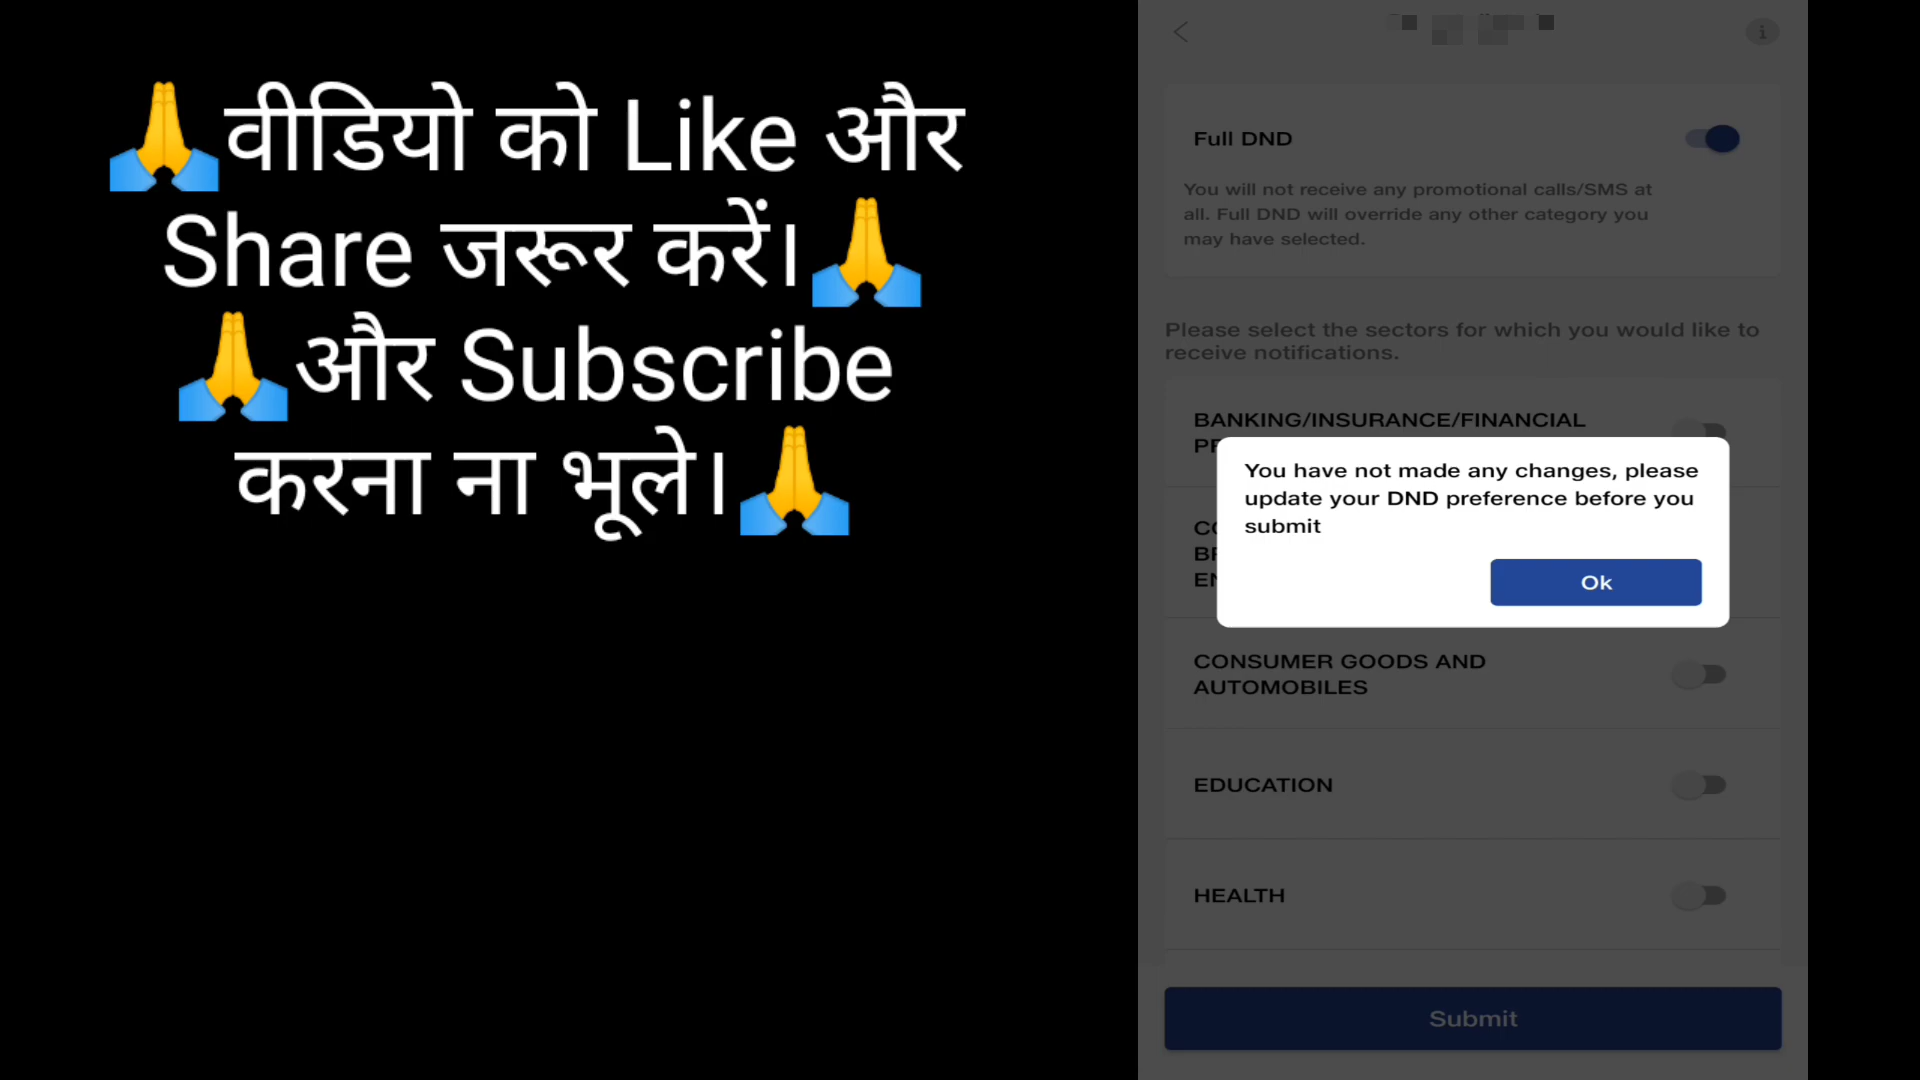 🙏वीडियो को Like और
Share जरूर करें।🙏
🙏और Subscribe
करना ना भूले।🙏
Full DND
You will not receive any promotional calls/SMS at
all. Full DND will override any other category you
may have selected.
Please select the sectors for which you would like to
receive notifications.
BANKING/INSURANCE/FINANCIAL
You have not made any changes, please
update your DND preference before you
submit
Ok
CONSUMER GOODS AND
AUTOMOBILES
EDUCATION
HEALTH
Submit